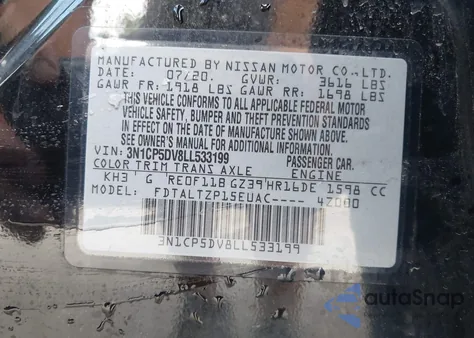 MANUFACTURED BY NISSAN MOTOR CO., LTD.
DATE: 07/20. GVWR: 3616 LBS
GAWR FR: 1918 LBS GAWR RR: 1698 LBS
THIS VEHICLE CONFORMS TO ALL APPLICABLE FEDERAL MOTOR
VEHICLE SAFETY, BUMPER AND THEFT PREVENTION STANDARDS
IN EFFECT ON THE DATE OF MANUFACTURE SHOWN ABOVE.
SEE OWNER'S MANUAL FOR ADDITIONAL INFORMATION.
VIN: 3N1CP5DV8LL533199 PASSENGER CAR.
COLOR TRIM TRANS AXLE ENGINE
KH3 G RE0F11B GZ39 HR16DE 1598 CC
MODEL: FDTALTZP15EUAC---- 4Z000
3N1CP5DV8LL533199
autoSnap